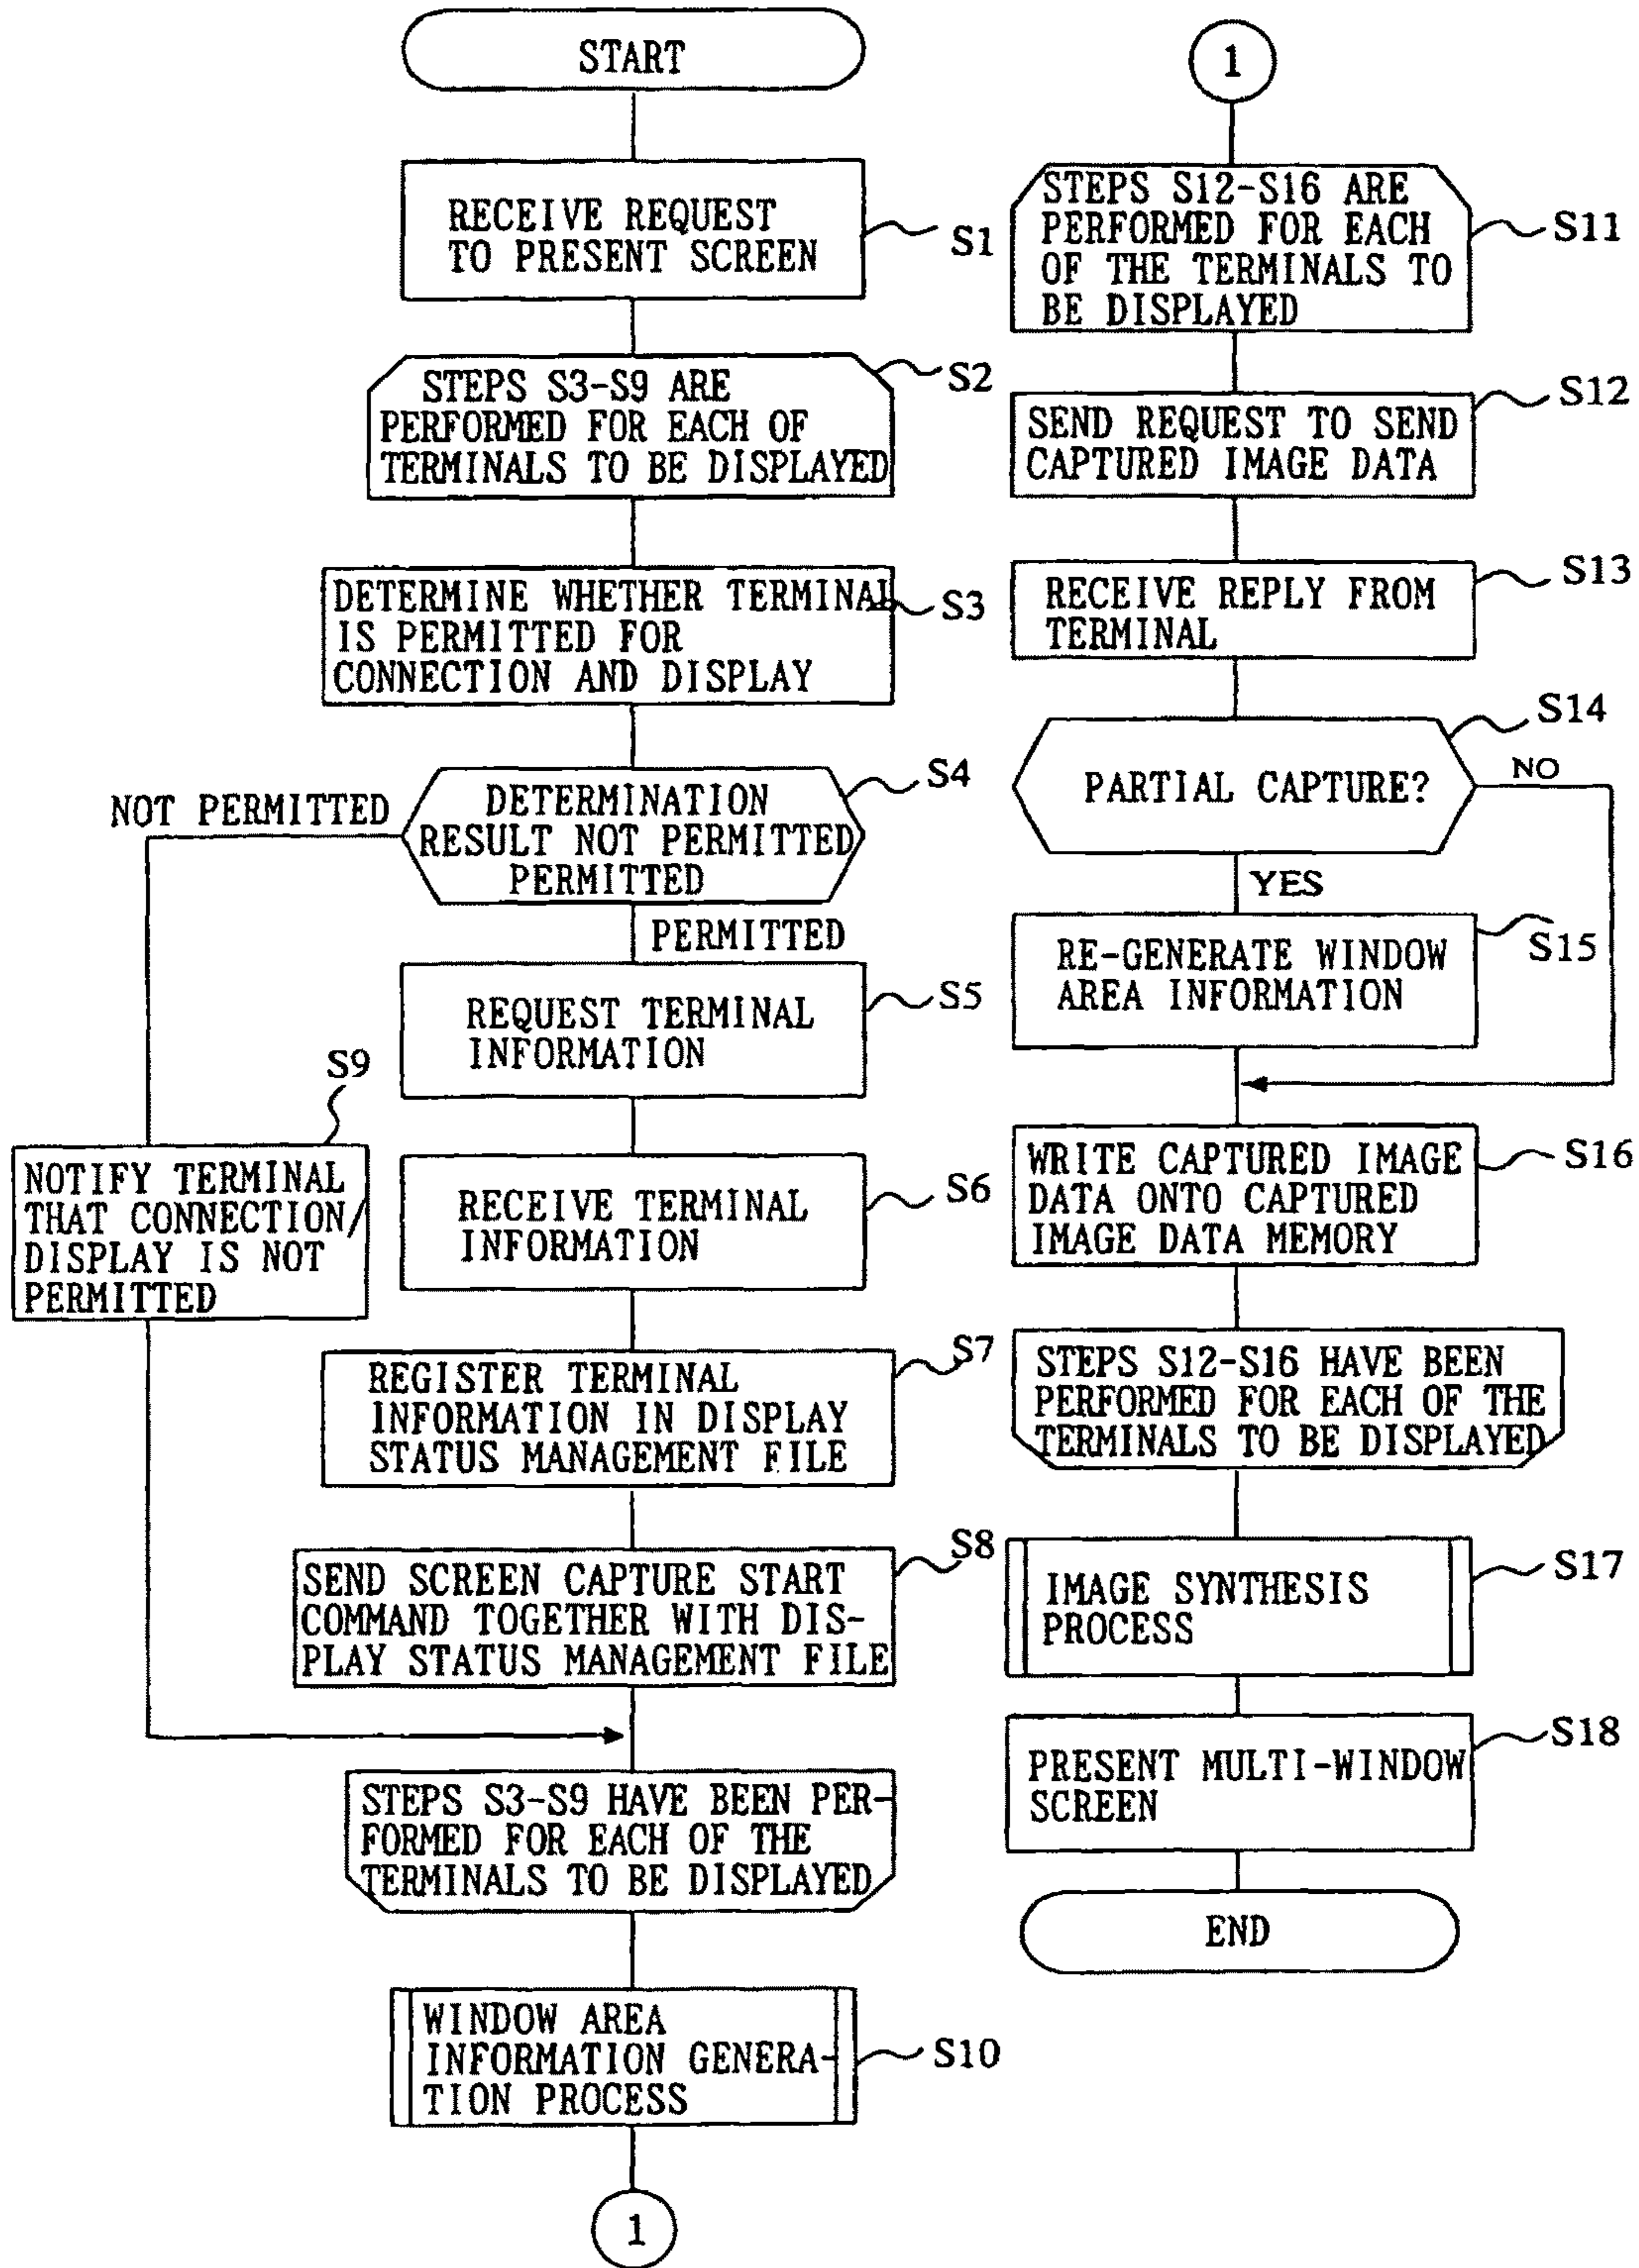 START
RECEIVE REQUEST
TO PRESENT SCREEN
S1
STEPS S3-S9 ARE
PERFORMED FOR EACH OF
TERMINALS TO BE DISPLAYED
S2
DETERMINE WHETHER TERMINAL
IS PERMITTED FOR
CONNECTION AND DISPLAY
S3
DETERMINATION
RESULT NOT PERMITTED
PERMITTED
S4
NOT PERMITTED
PERMITTED
REQUEST TERMINAL
INFORMATION
S5
S9
NOTIFY TERMINAL
THAT CONNECTION/
DISPLAY IS NOT
PERMITTED
RECEIVE TERMINAL
INFORMATION
S6
REGISTER TERMINAL
INFORMATION IN DISPLAY
STATUS MANAGEMENT FILE
S7
SEND SCREEN CAPTURE START
COMMAND TOGETHER WITH DIS-
PLAY STATUS MANAGEMENT FILE
S8
STEPS S3-S9 HAVE BEEN PER-
FORMED FOR EACH OF THE
TERMINALS TO BE DISPLAYED
WINDOW AREA
INFORMATION GENERA-
TION PROCESS
S10
1
1
STEPS S12-S16 ARE
PERFORMED FOR EACH
OF THE TERMINALS TO
BE DISPLAYED
S11
SEND REQUEST TO SEND
CAPTURED IMAGE DATA
S12
RECEIVE REPLY FROM
TERMINAL
S13
PARTIAL CAPTURE?
S14
NO
YES
RE-GENERATE WINDOW
AREA INFORMATION
S15
WRITE CAPTURED IMAGE
DATA ONTO CAPTURED
IMAGE DATA MEMORY
S16
STEPS S12-S16 HAVE BEEN
PERFORMED FOR EACH OF THE
TERMINALS TO BE DISPLAYED
IMAGE SYNTHESIS
PROCESS
S17
PRESENT MULTI-WINDOW
SCREEN
S18
END